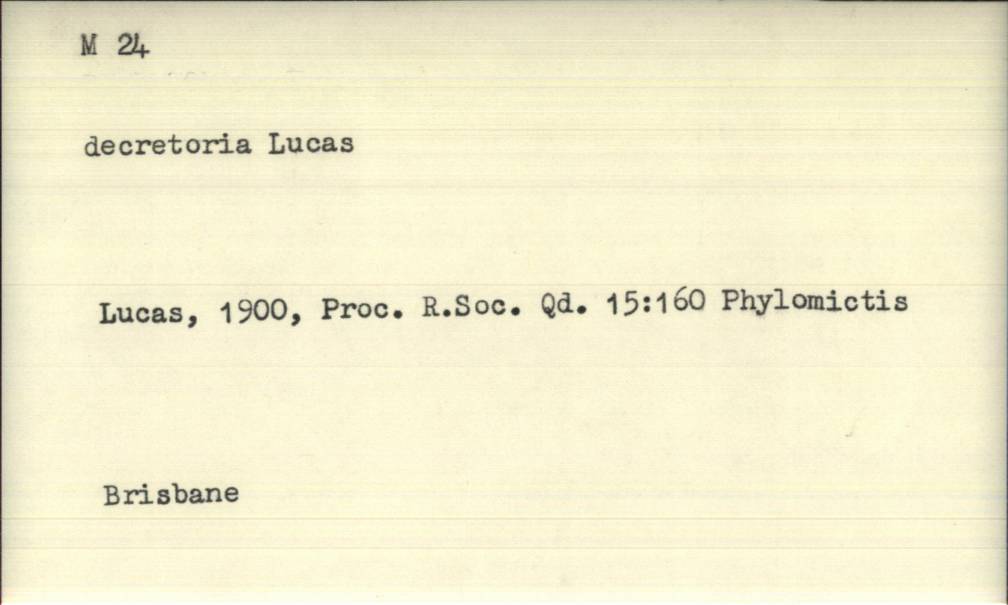 M 24
decretoria Lucas
Lucas, 1900, Proc. R.Soc. Qd. 15:160 Phylomictis
Brisbane